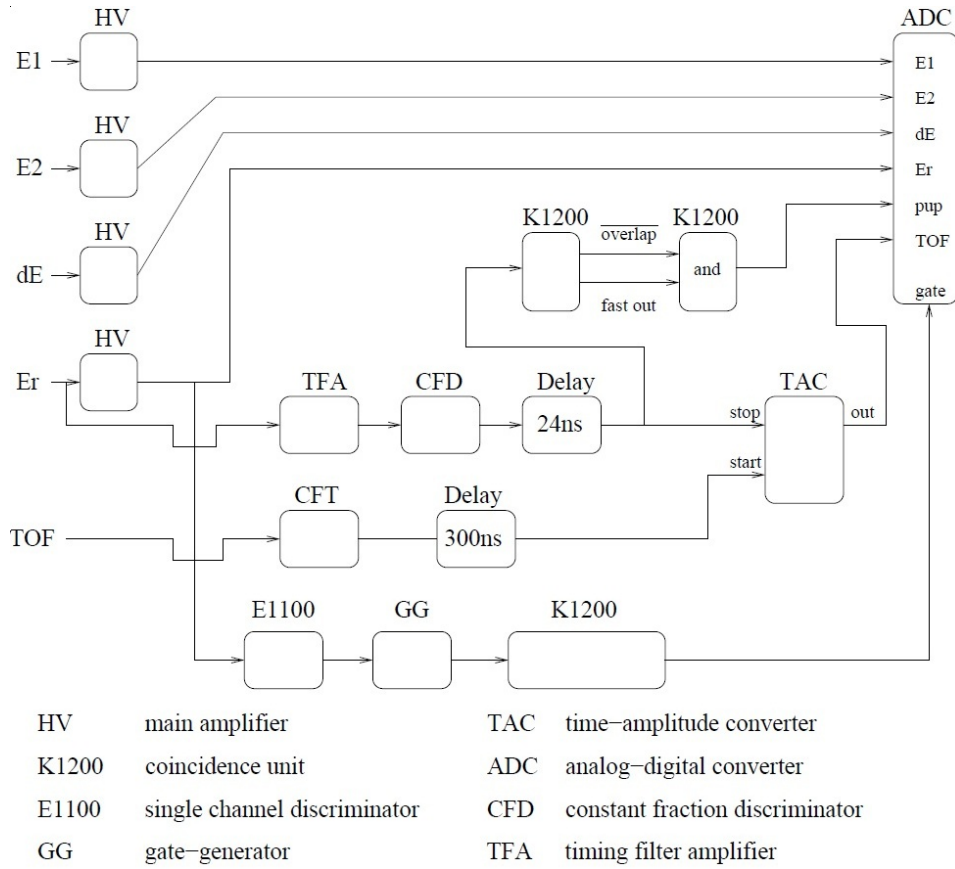 HV
ADC
E1
E1
HV
E2
E2
dE
Er
HV
K1200
overlap
K1200
pup
TOF
dE
and
gate
fast out
HV
Er
TFA
CFD
Delay
TAC
24ns
stop
out
start
CFT
Delay
TOF
300ns
E1100
GG
K1200
HV main amplifier
TAC time−amplitude converter
K1200 coincidence unit
ADC analog−digital converter
E1100 single channel discriminator
CFD constant fraction discriminator
GG gate−generator
TFA timing filter amplifier